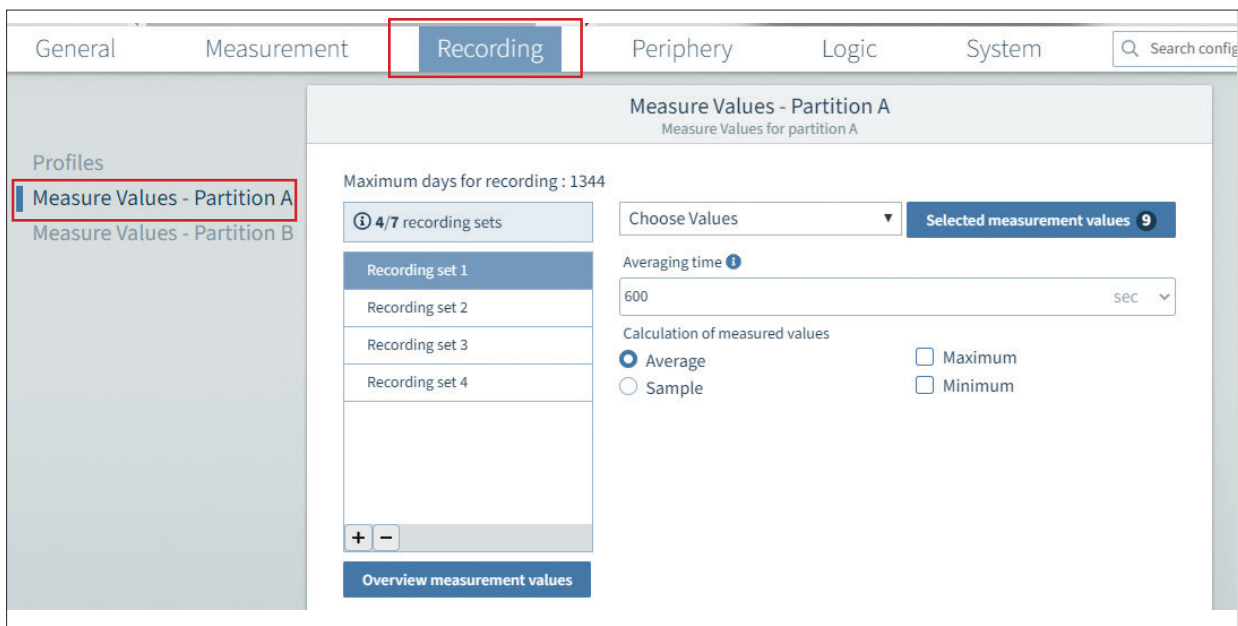 General Measurement Recording Periphery Logic System Search config
Measure Values - Partition A
Measure Values for partition A
Profiles
Measure Values - Partition A
Measure Values - Partition B
Maximum days for recording : 1344
4/7 recording sets
Recording set 1
Recording set 2
Recording set 3
Recording set 4
+ −
Overview measurement values
Choose Values
Selected measurement values 9
Averaging time
600 sec
Calculation of measured values
Average
Sample
Maximum
Minimum